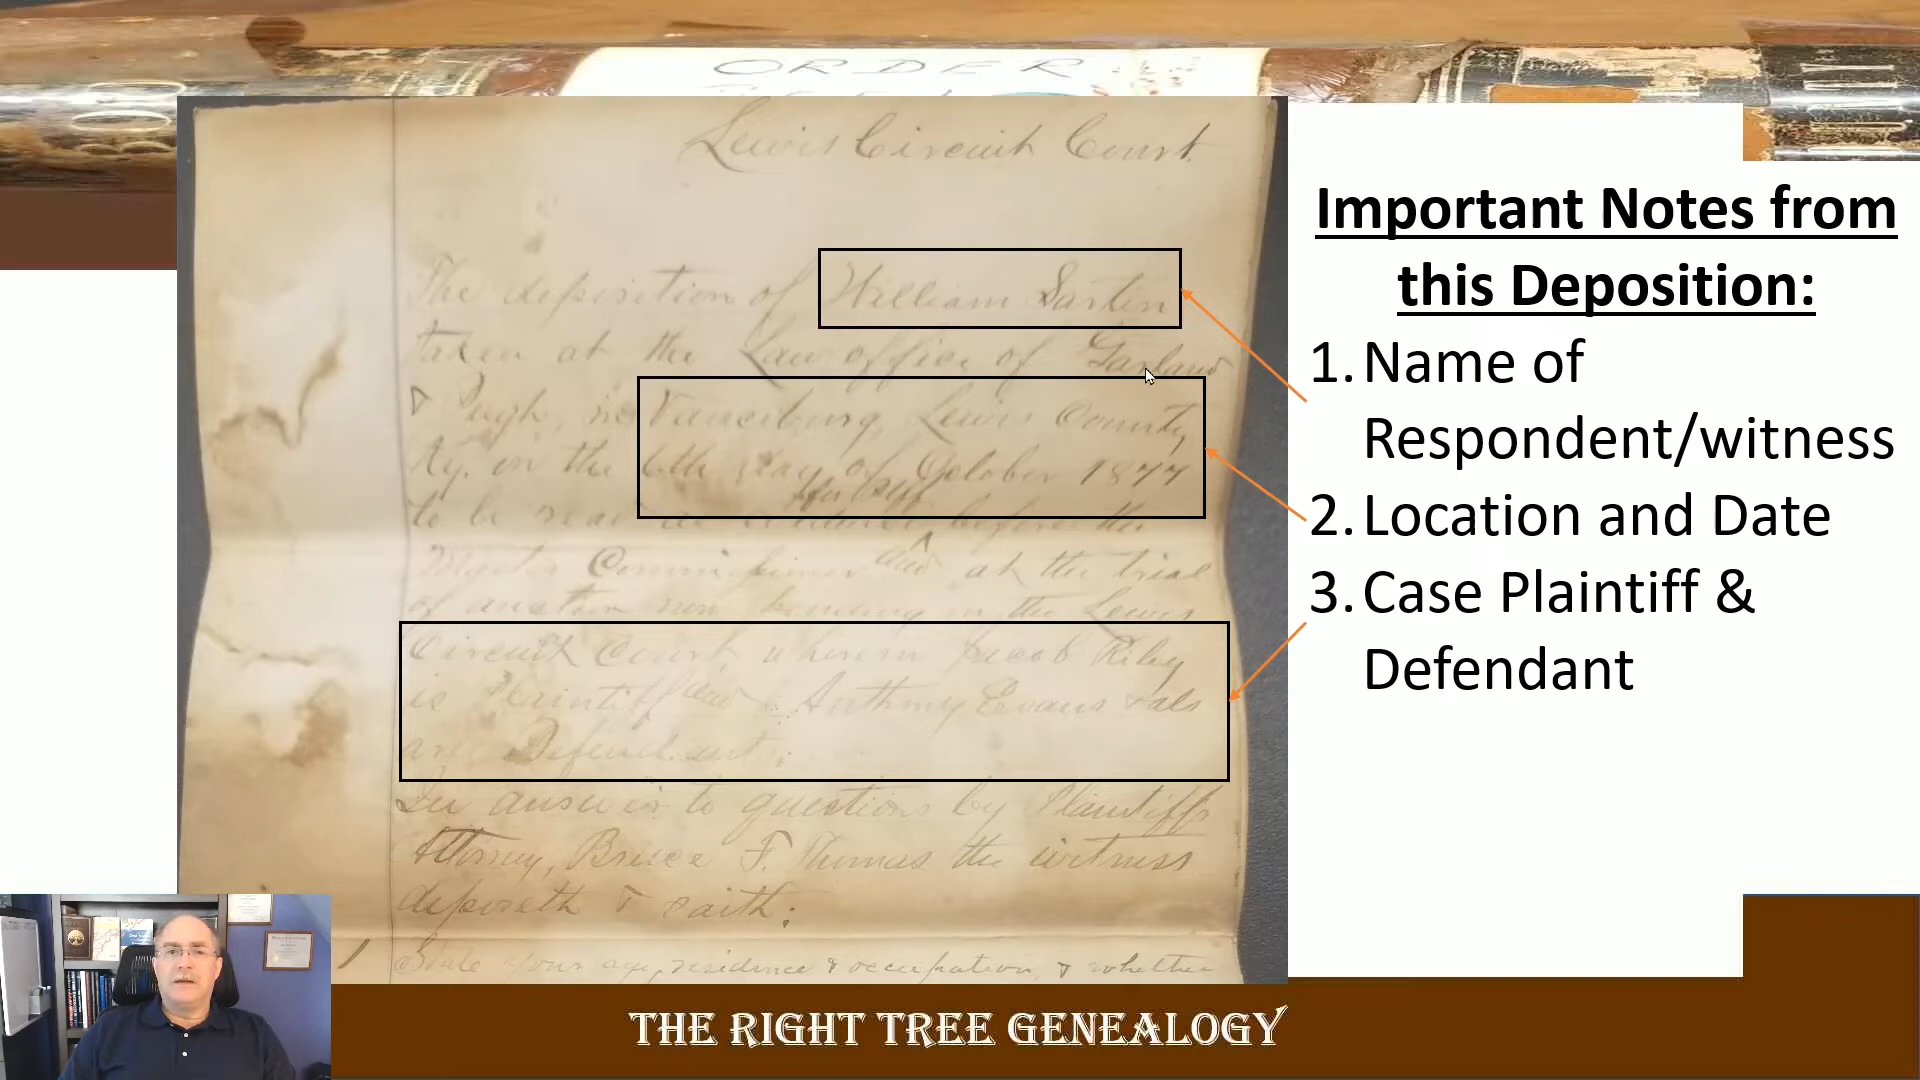 ORDER
Lewis Circuit Court.
The deposition of William Sartin
taken at the Law office of Garland
& Pugh, in Vanceburg, Lewis County
Ky. on the 6th day of October 1877
to be read as evidence before the
Master Commissioner and at the trial
of an action now pending in the Lewis
Circuit Court, wherein Jacob Riley
is Plaintiff and Anthony Evans & als
are Defendant.
In answer to questions by Plaintiffs
Attorney, Bruce F. Thomas the witness
deposeth & saith:
1 State your age, residence & occupation, & whether
Important Notes from
this Deposition:
1. Name of
Respondent/witness
2. Location and Date
3. Case Plaintiff &
Defendant
THE RIGHT TREE GENEALOGY